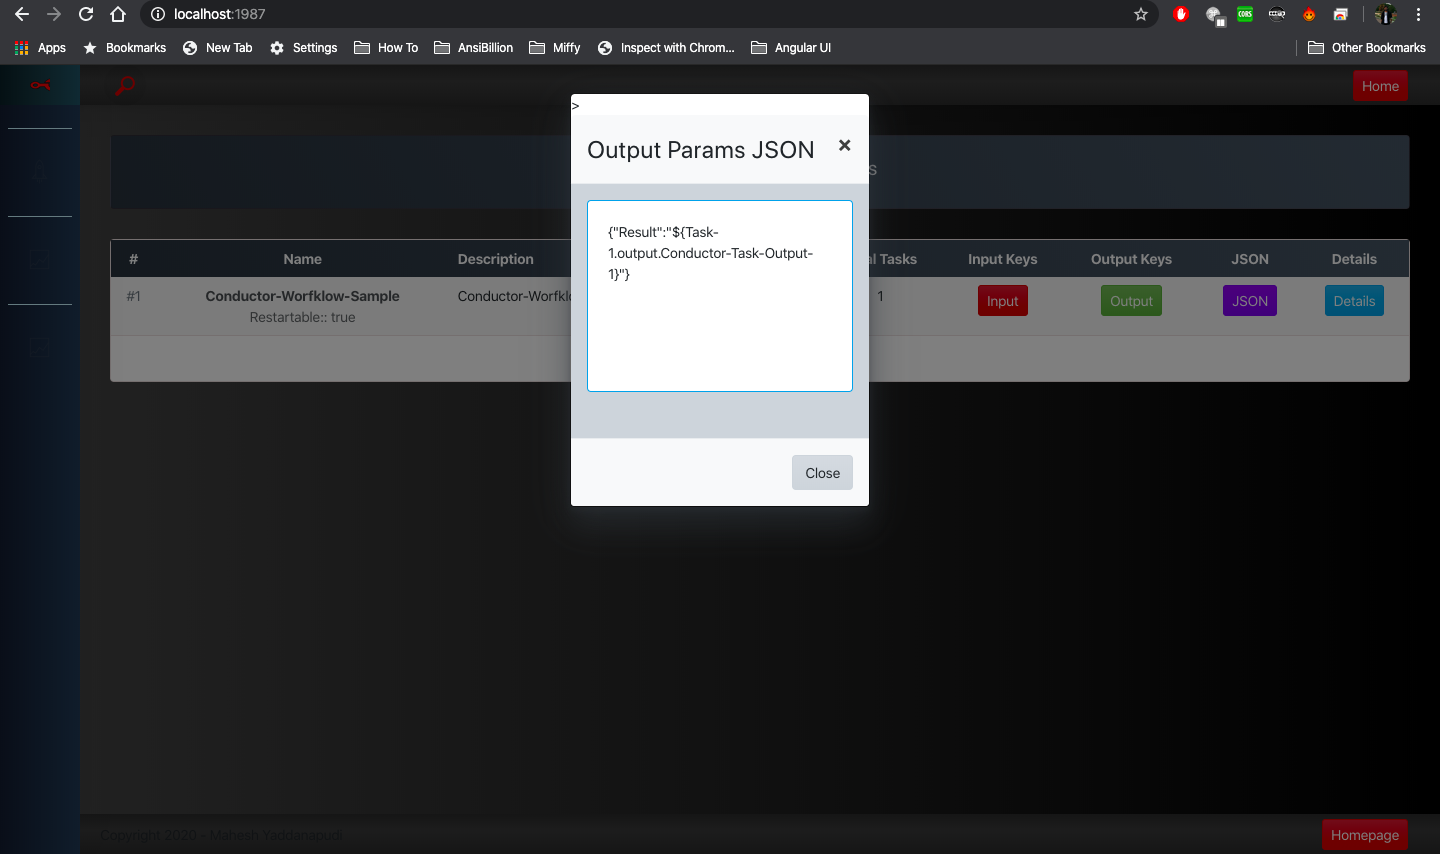 localhost:1987
Apps Bookmarks New Tab Settings How To AnsiBillion Miffy Inspect with Chrom... Angular UI Other Bookmarks
CORS
Home
>
Output Params JSON ×
S
{"Result":"${Task-
1.output.Conductor-Task-Output-
1}"}
# Name Description al Tasks Input Keys Output Keys JSON Details
#1 Conductor-Worfklow-Sample Conductor-Worfklo 1 Input Output JSON Details
Restartable:: true
Close
Copyright 2020 - Mahesh Yaddanapudi
Homepage